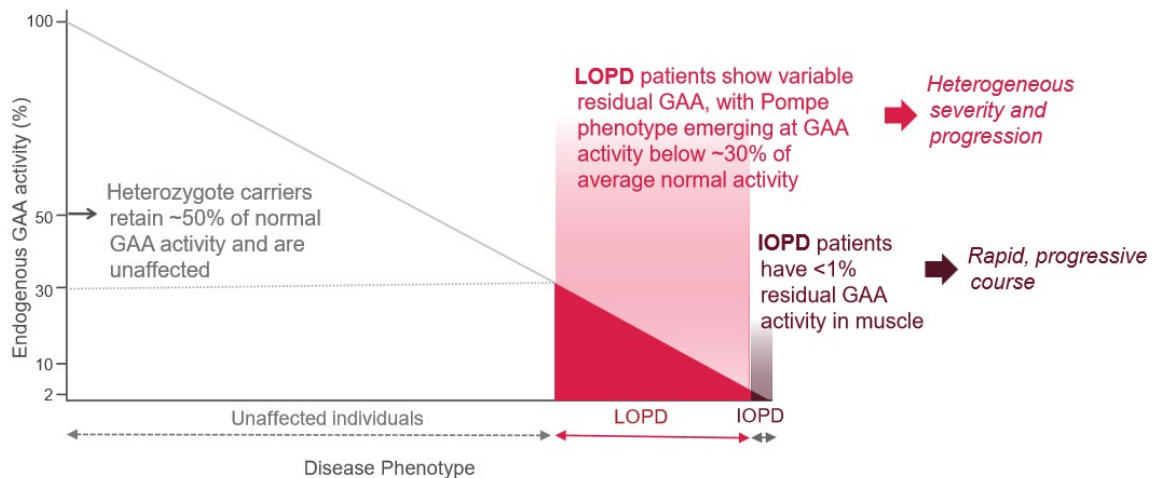 100
50
30
10
2
Endogenous GAA activity (%)
Heterozygote carriers
retain ~50% of normal
GAA activity and are
unaffected
LOPD patients show variable
residual GAA, with Pompe
phenotype emerging at GAA
activity below ~30% of
average normal activity
Heterogeneous
severity and
progression
IOPD patients
have <1%
residual GAA
activity in muscle
Rapid, progressive
course
Unaffected individuals
LOPD
IOPD
Disease Phenotype